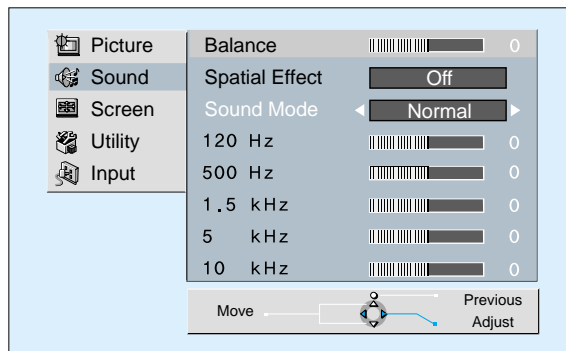 Picture
Sound
Screen
Utility
Input
Balance 0
Spatial Effect Off
Sound Mode Normal
120 Hz 0
500 Hz 0
1.5 kHz 0
5 kHz 0
10 kHz 0
Move
Previous
Adjust